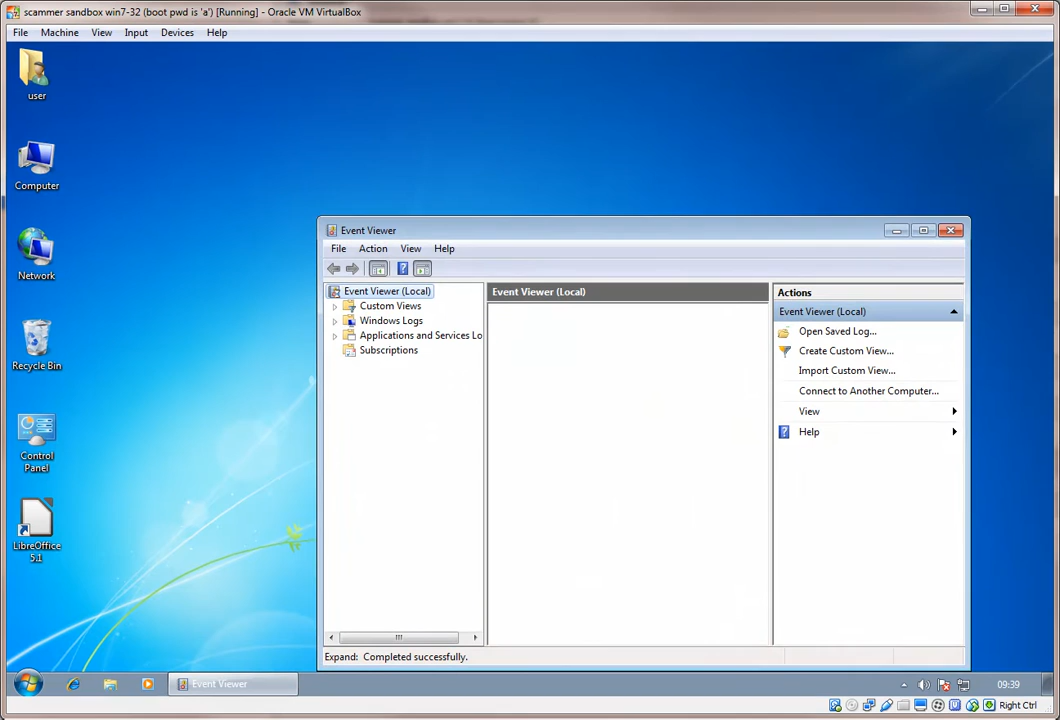 scammer sandbox win7-32 (boot pwd is 'a') [Running] - Oracle VM VirtualBox
File Machine View Input Devices Help
user
Computer
Network
Recycle Bin
Control
Panel
LibreOffice
5.1
Event Viewer
File Action View Help
Event Viewer (Local)
Custom Views
Windows Logs
Applications and Services Lo
Subscriptions
Event Viewer (Local)
Actions
Event Viewer (Local)
Open Saved Log...
Create Custom View...
Import Custom View...
Connect to Another Computer...
View
Help
Expand: Completed successfully.
Event Viewer
09:39
Right Ctrl